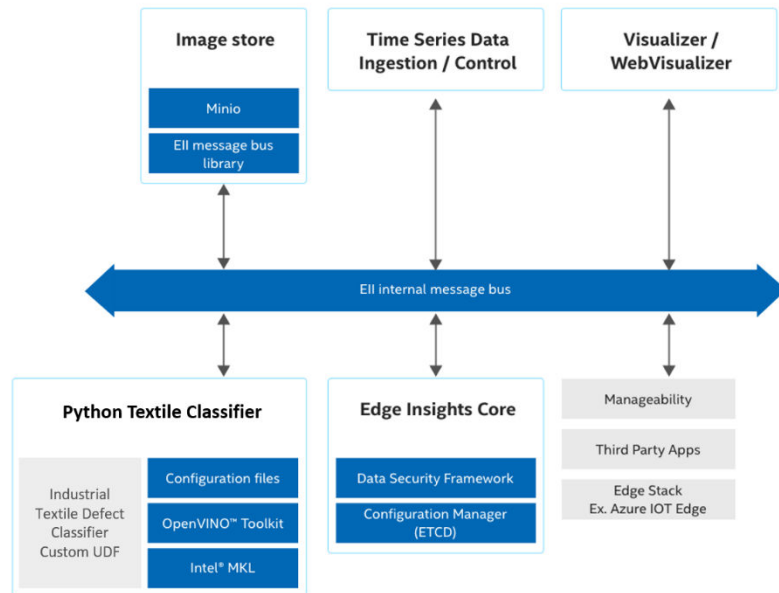 Image store
Minio
EII message bus
library
Time Series Data
Ingestion / Control
Visualizer /
WebVisualizer
EII internal message bus
Python Textile Classifier
Industrial
Textile Defect
Classifier
Custom UDF
Configuration files
OpenVINO™ Toolkit
Intel® MKL
Edge Insights Core
Data Security Framework
Configuration Manager
(ETCD)
Manageability
Third Party Apps
Edge Stack
Ex. Azure IOT Edge